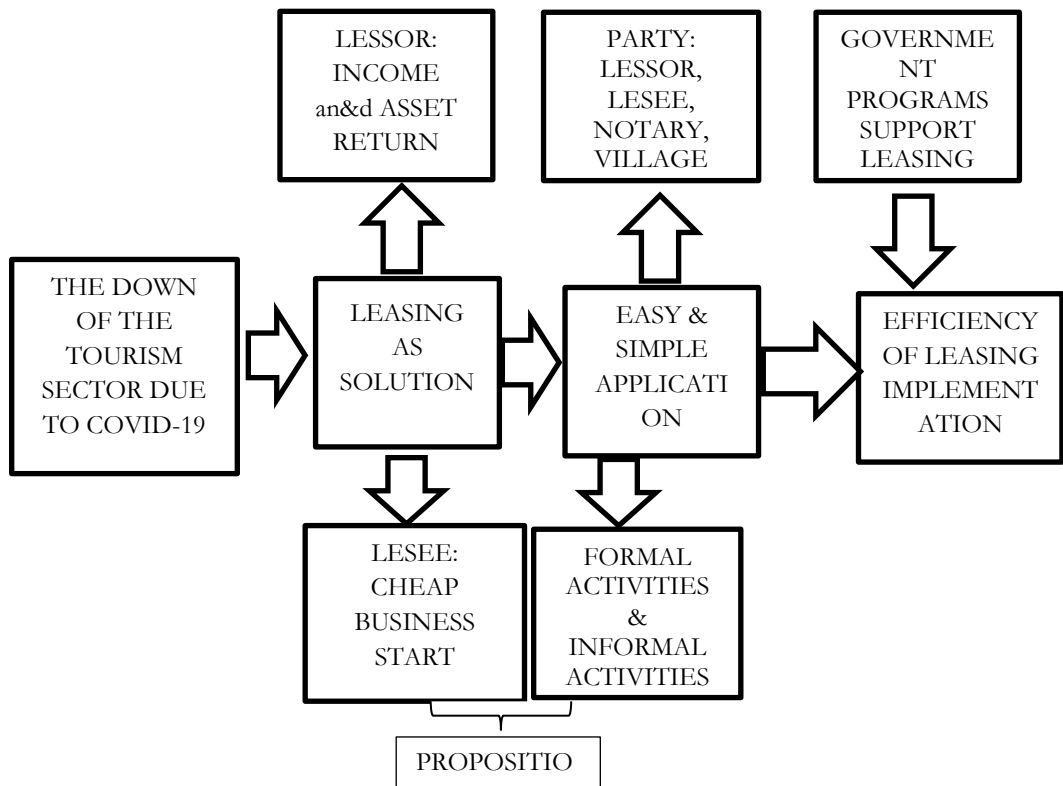 LESSOR:
INCOME
an&d ASSET
RETURN
PARTY:
LESSOR,
LESEE,
NOTARY,
VILLAGE
GOVERNME
NT
PROGRAMS
SUPPORT
LEASING
THE DOWN
OF THE
TOURISM
SECTOR DUE
TO COVID-19
LEASING
AS
SOLUTION
EASY &
SIMPLE
APPLICATI
ON
EFFICIENCY
OF LEASING
IMPLEMENT
ATION
LESEE:
CHEAP
BUSINESS
START
FORMAL
ACTIVITIES
&
INFORMAL
ACTIVITIES
PROPOSITIO